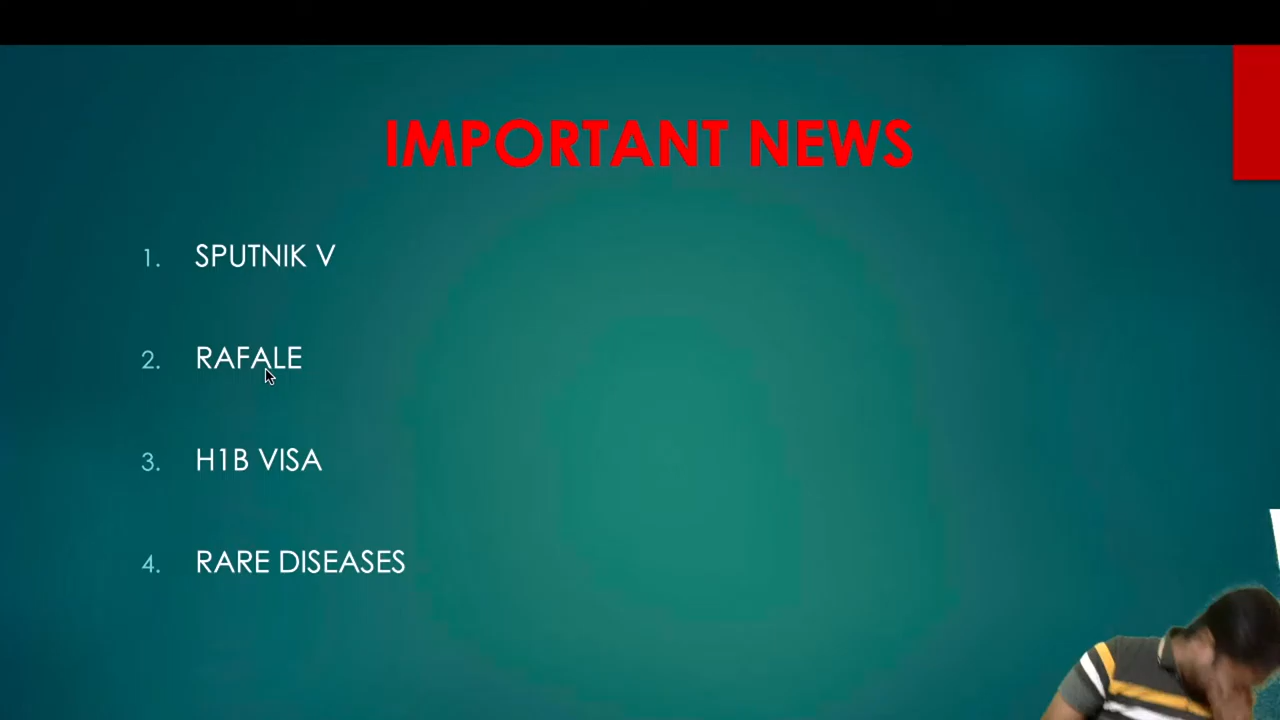 IMPORTANT NEWS
1. SPUTNIK V
2. RAFALE
3. H1B VISA
4. RARE DISEASES